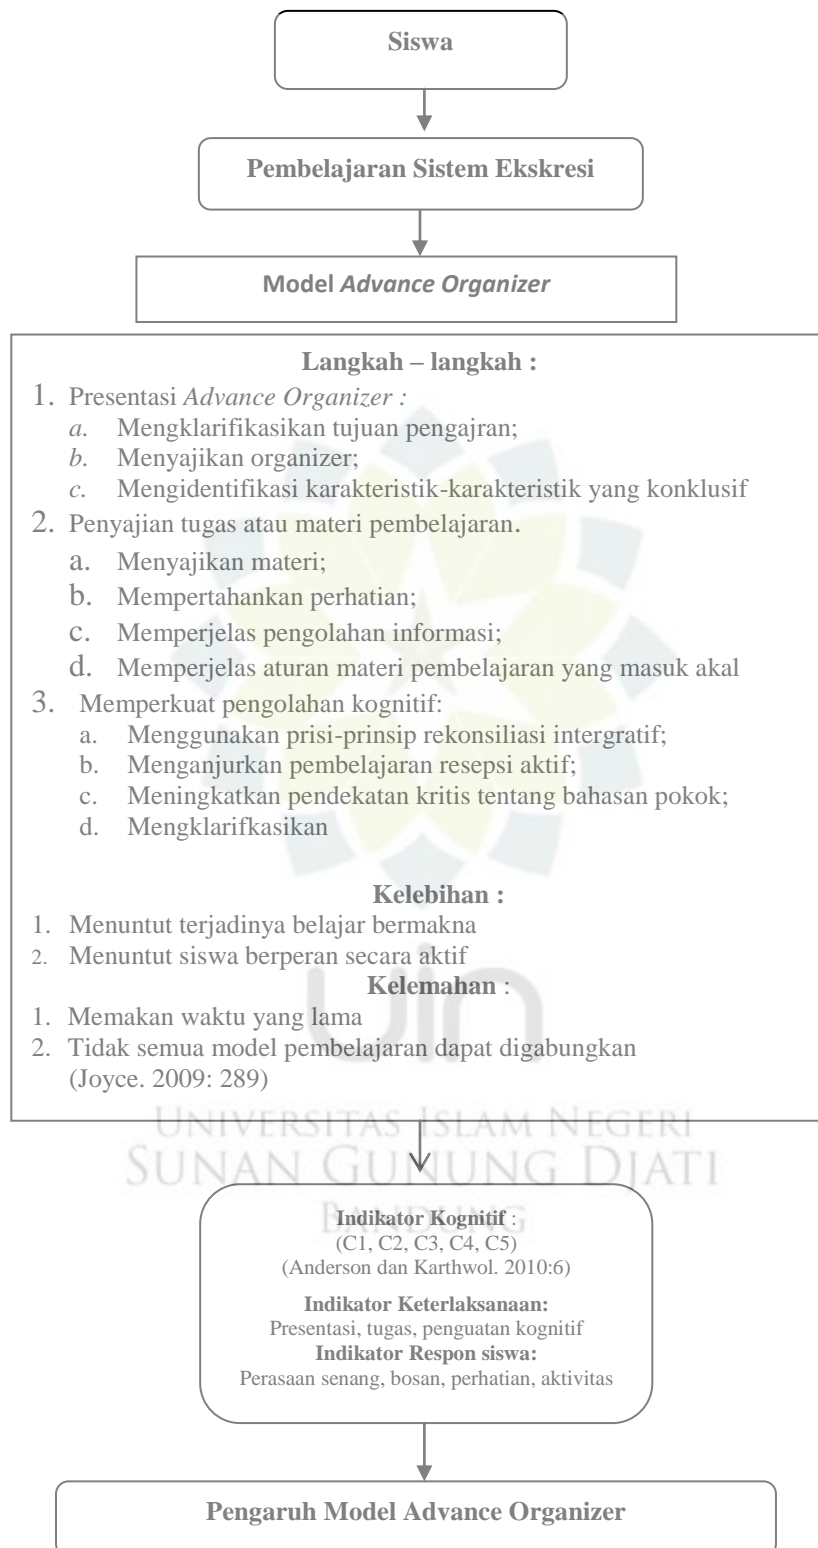 Siswa
Pembelajaran Sistem Ekskresi
Model Advance Organizer
Langkah – langkah :
1. Presentasi Advance Organizer :
a. Mengklarifikasikan tujuan pengajran;
b. Menyajikan organizer;
c. Mengidentifikasi karakteristik-karakteristik yang konklusif
2. Penyajian tugas atau materi pembelajaran.
a. Menyajikan materi;
b. Mempertahankan perhatian;
c. Memperjelas pengolahan informasi;
d. Memperjelas aturan materi pembelajaran yang masuk akal
3. Memperkuat pengolahan kognitif:
a. Menggunakan prisi-prinsip rekonsiliasi intergratif;
b. Menganjurkan pembelajaran resepsi aktif;
c. Meningkatkan pendekatan kritis tentang bahasan pokok;
d. Mengklarifkasikan
Kelebihan :
1. Menuntut terjadinya belajar bermakna
2. Menuntut siswa berperan secara aktif
Kelemahan :
1. Memakan waktu yang lama
2. Tidak semua model pembelajaran dapat digabungkan
(Joyce. 2009: 289)
uin
UNIVERSITAS ISLAM NEGERI
SUNAN GUNUNG DJATI
BANDUNG
Indikator Kognitif :
(C1, C2, C3, C4, C5)
(Anderson dan Karthwol. 2010:6)
Indikator Keterlaksanaan:
Presentasi, tugas, penguatan kognitif
Indikator Respon siswa:
Perasaan senang, bosan, perhatian, aktivitas
Pengaruh Model Advance Organizer